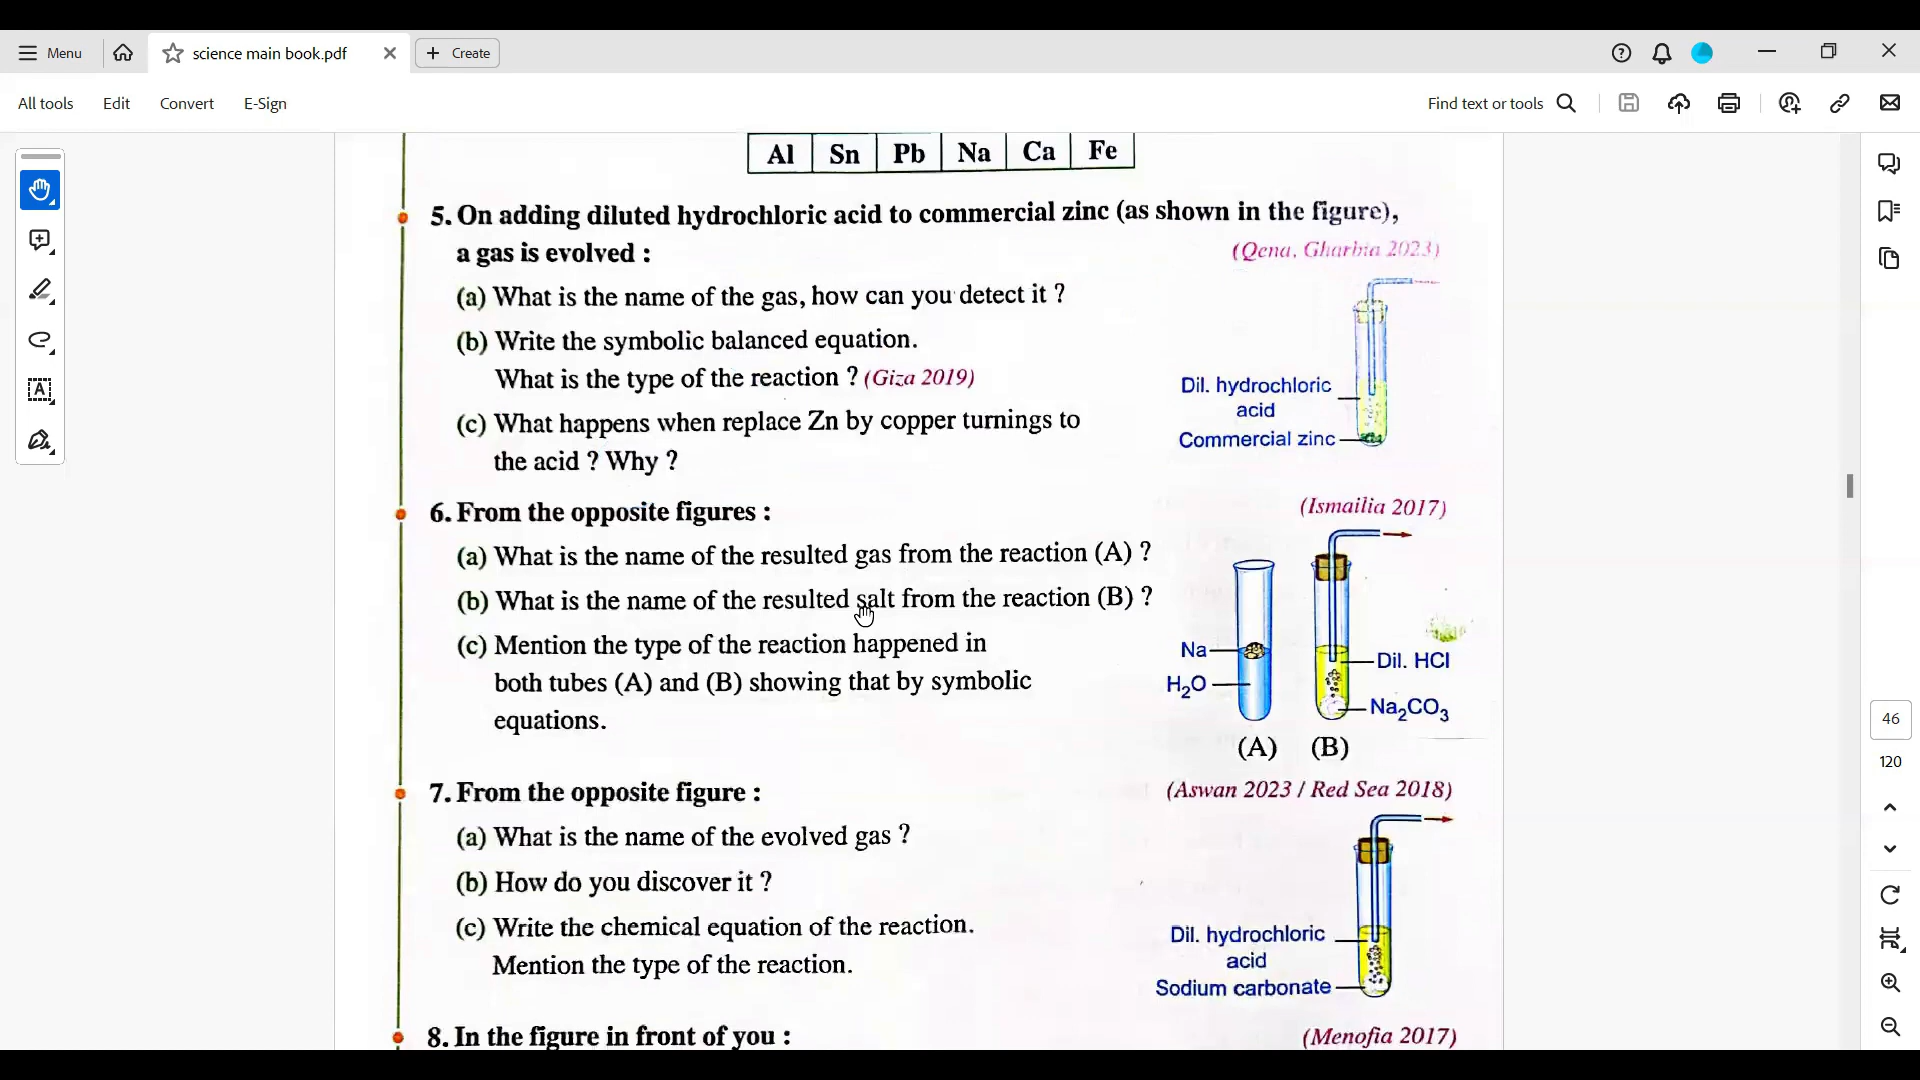 Menu
science main book.pdf
Create
All tools
Edit
Convert
E-Sign
Find text or tools
Al Sn Pb Na Ca Fe
5. On adding diluted hydrochloric acid to commercial zinc (as shown in the figure),
a gas is evolved :
(Qena, Gharbia 2023)
(a) What is the name of the gas, how can you detect it ?
(b) Write the symbolic balanced equation.
What is the type of the reaction ? (Giza 2019)
(c) What happens when replace Zn by copper turnings to
the acid ? Why ?
Dil. hydrochloric
acid
Commercial zinc
6. From the opposite figures :
(Ismailia 2017)
(a) What is the name of the resulted gas from the reaction (A) ?
(b) What is the name of the resulted salt from the reaction (B) ?
(c) Mention the type of the reaction happened in
both tubes (A) and (B) showing that by symbolic
equations.
Na
H₂O
Dil. HCl
Na₂CO₃
(A) (B)
7. From the opposite figure :
(Aswan 2023 / Red Sea 2018)
(a) What is the name of the evolved gas ?
(b) How do you discover it ?
(c) Write the chemical equation of the reaction.
Mention the type of the reaction.
Dil. hydrochloric
acid
Sodium carbonate
8. In the figure in front of you :
(Menofia 2017)
46
120